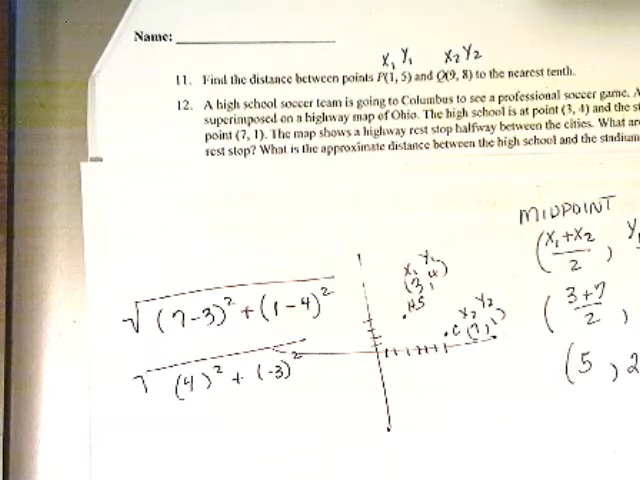 Name:
X₁ Y₁ X₂ Y₂
11. Find the distance between points P(1, 5) and Q(9, 8) to the nearest tenth.
12. A high school soccer team is going to Columbus to see a professional soccer game. A
superimposed on a highway map of Ohio. The high school is at point (3, 4) and the st
point (7, 1). The map shows a highway rest stop halfway between the cities. What ar
rest stop? What is the approximate distance between the high school and the stadium
MIDPOINT
(X₁+X₂/2, Y
(3+7/2,
(5, 2
X₁ Y₁
(3, 4)
HS
X₂ Y₂
C (7, 1)
√(7-3)² + (1-4)²
√(4)² + (-3)²